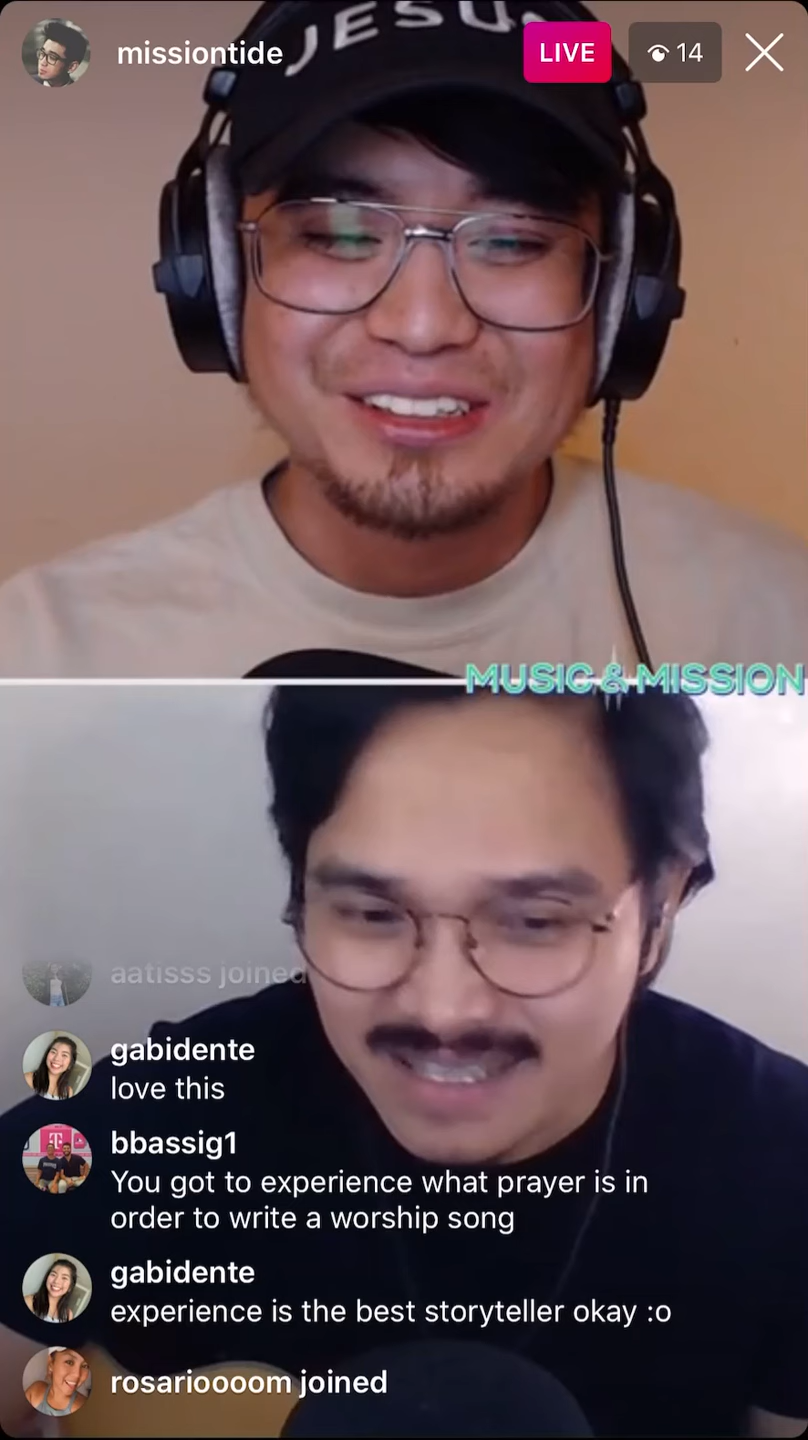 JESUS
missiontide
LIVE
14
MUSIC & MISSION
aatisss joined
gabidente
love this
bbassig1
You got to experience what prayer is in
order to write a worship song
gabidente
experience is the best storyteller okay :o
rosarioooom joined